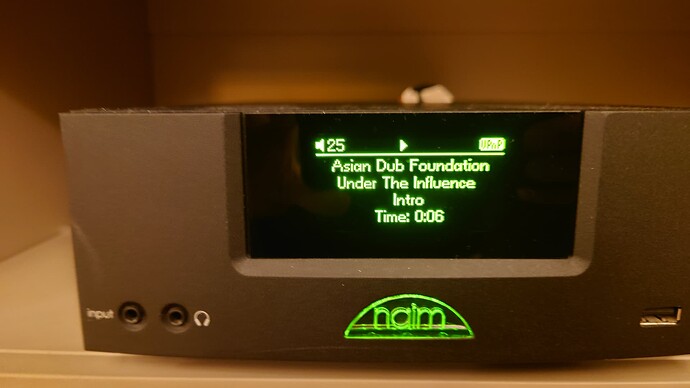 25 UPnP
Asian Dub Foundation
Under The Influence
Intro
Time: 0:06
input
naim